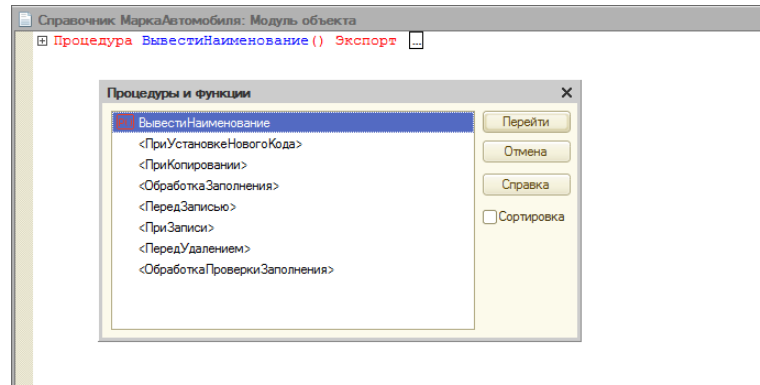 Справочник МаркаАвтомобиля: Модуль объекта
Процедура ВывестиНаименование() Экспорт ...
Процедуры и функции
ВывестиНаименование
<ПриУстановкеНовогоКода>
<ПриКопировании>
<ОбработкаЗаполнения>
<ПередЗаписью>
<ПриЗаписи>
<ПередУдалением>
<ОбработкаПроверкиЗаполнения>
Перейти
Отмена
Справка
Сортировка